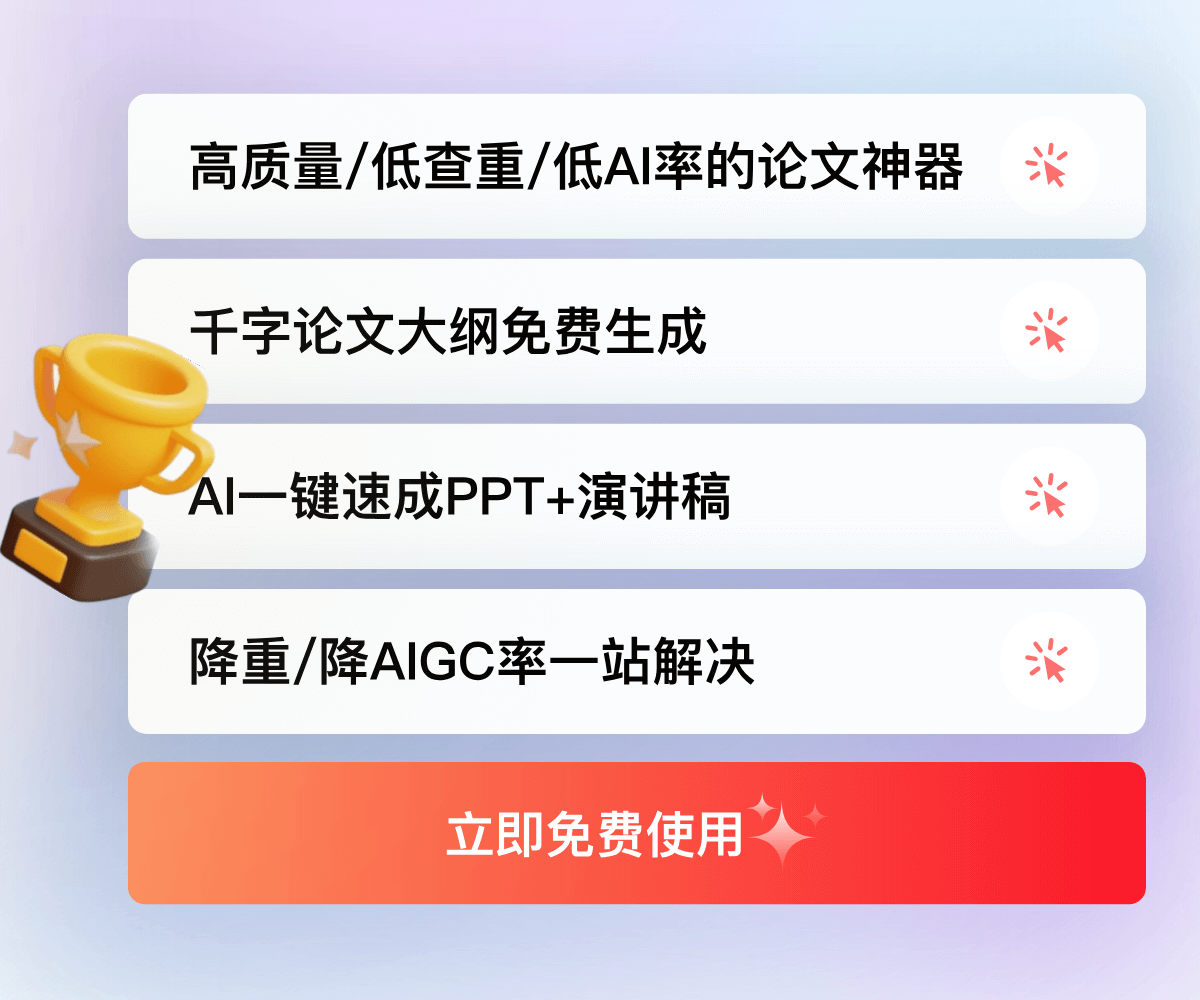 高质量/低查重/低AI率的论文神器
千字论文大纲免费生成
AI一键速成PPT+演讲稿
降重/降AIGC率一站解决
立即免费使用